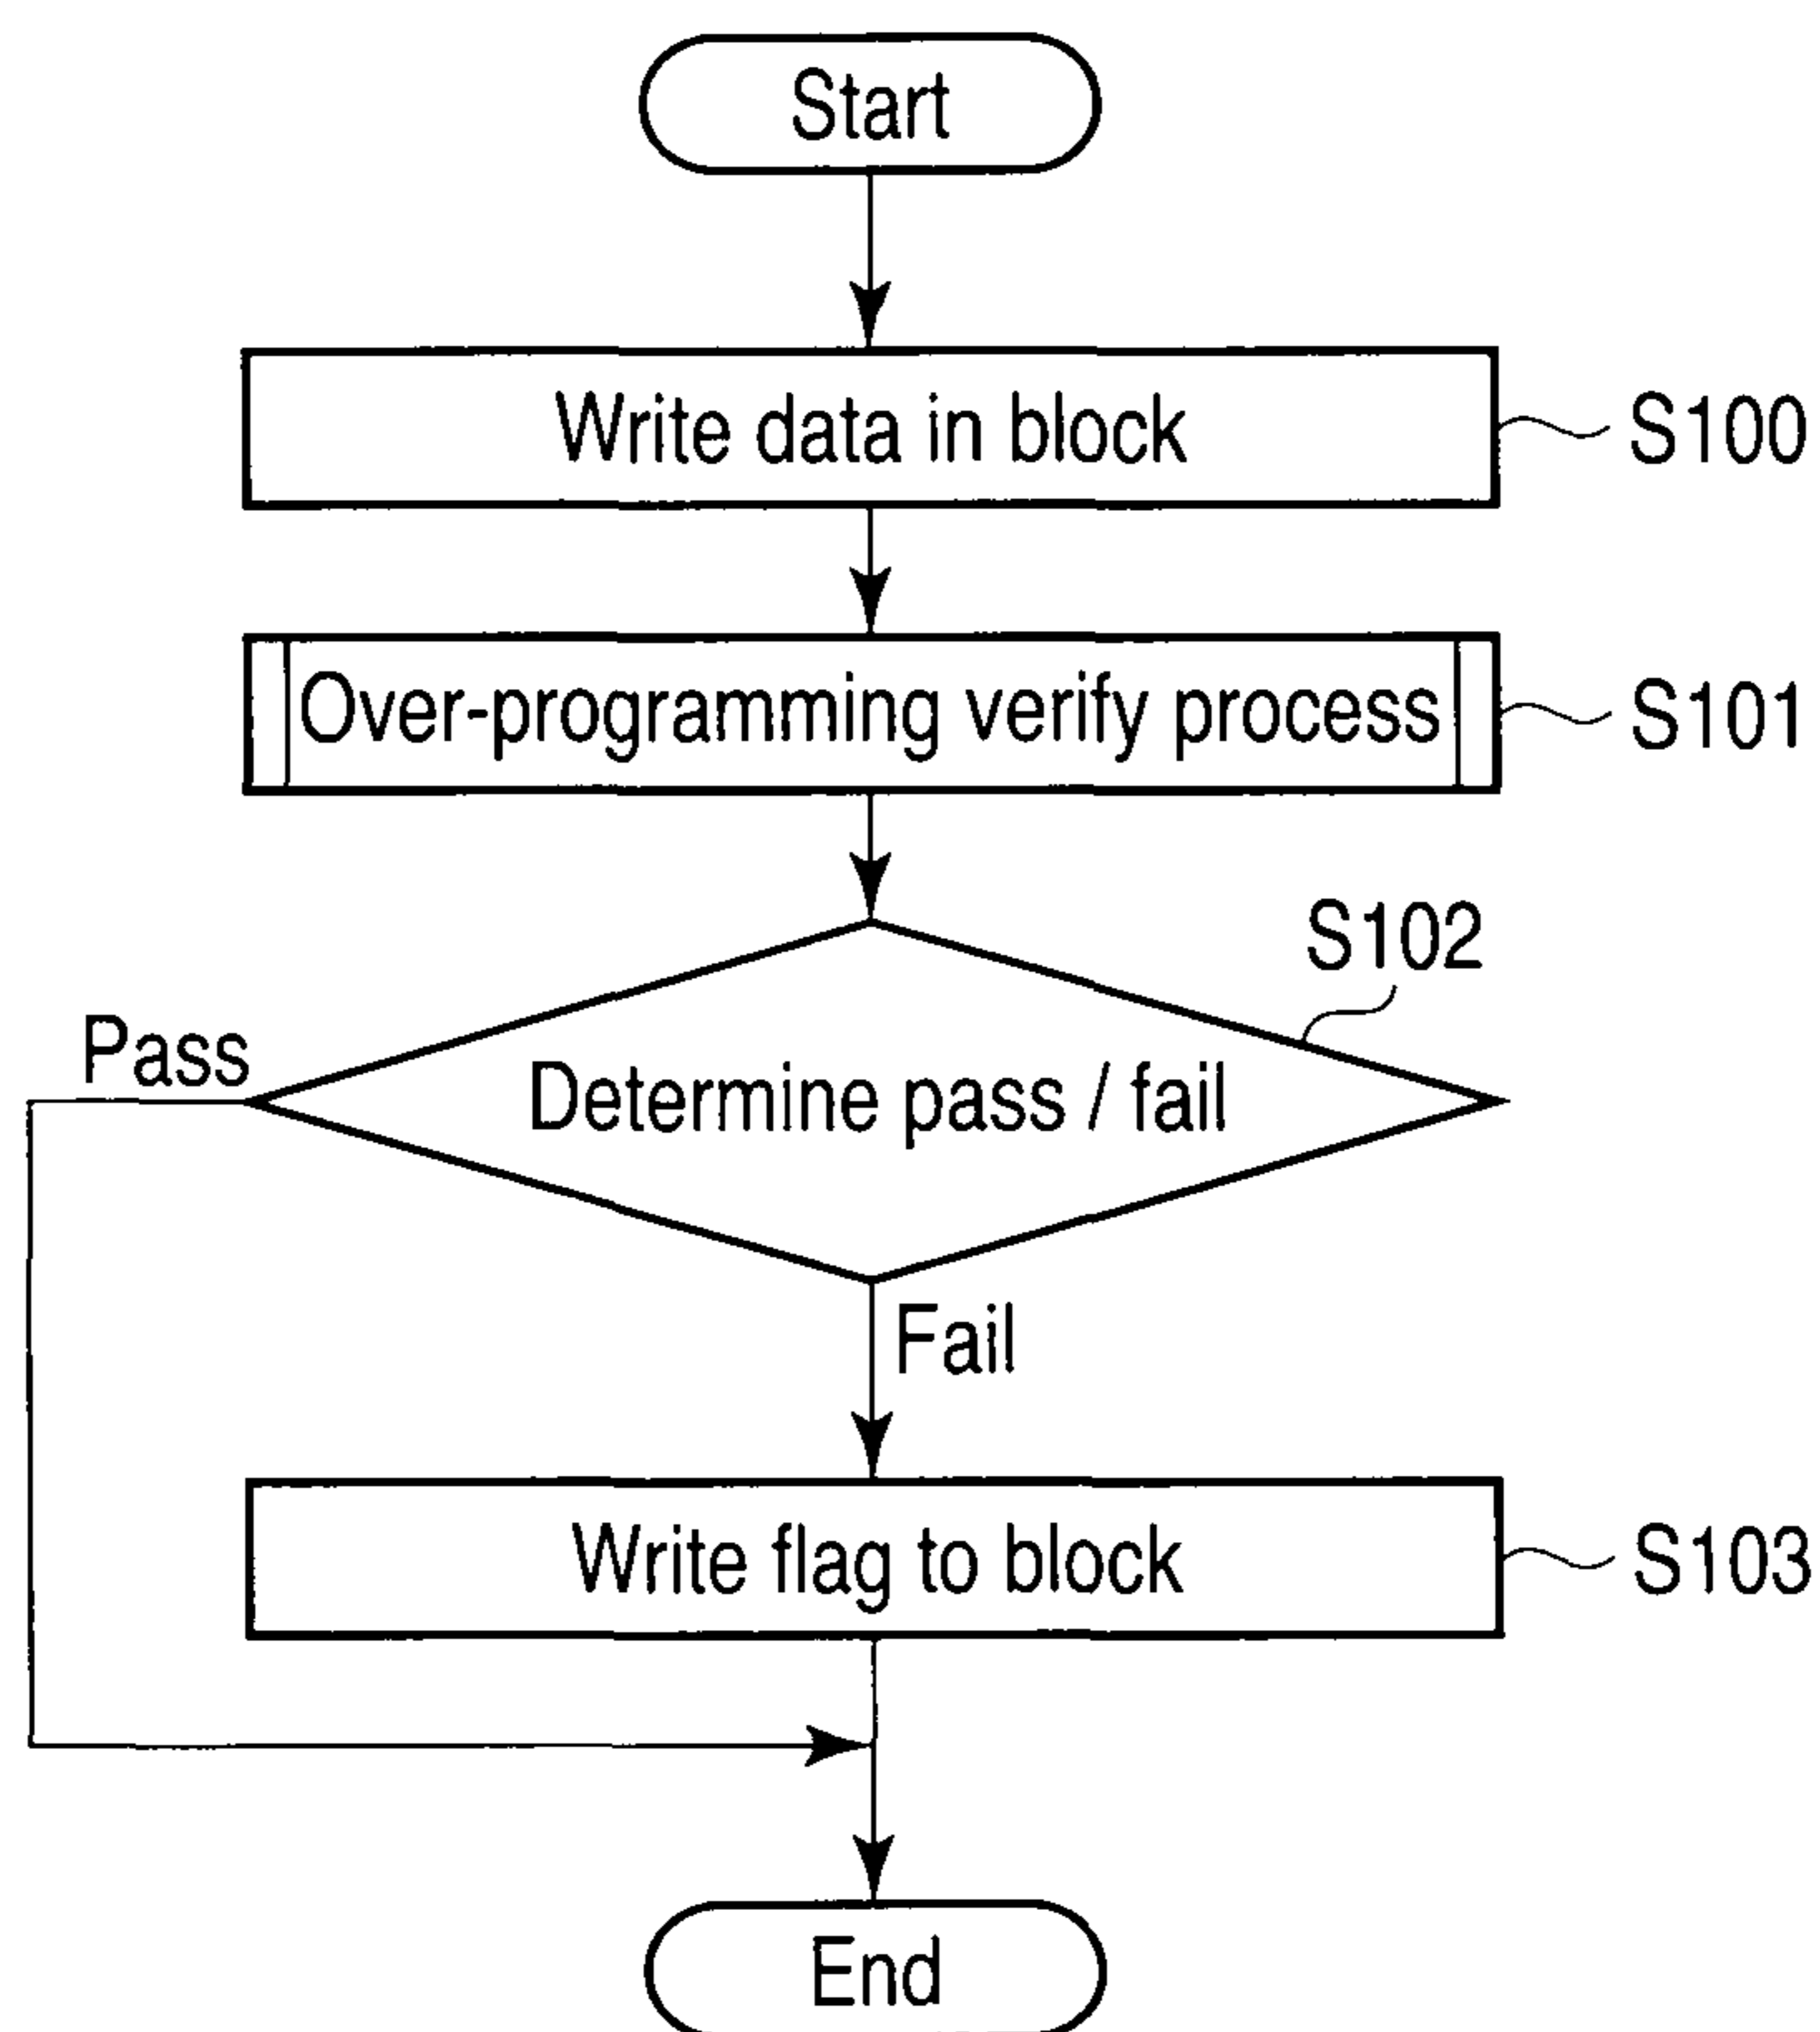 Start
Write data in block
S100
Over-programming verify process
S101
S102
Pass
Determine pass / fail
Fail
Write flag to block
S103
End